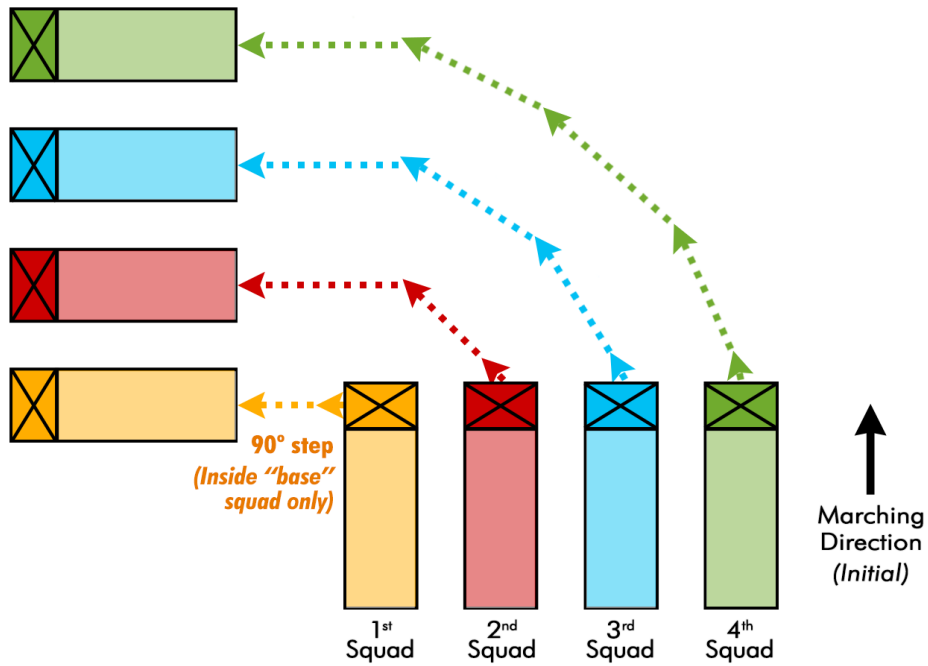 90° step
(Inside “base”
squad only)
Marching
Direction
(Initial)
1st
Squad
2nd
Squad
3rd
Squad
4th
Squad